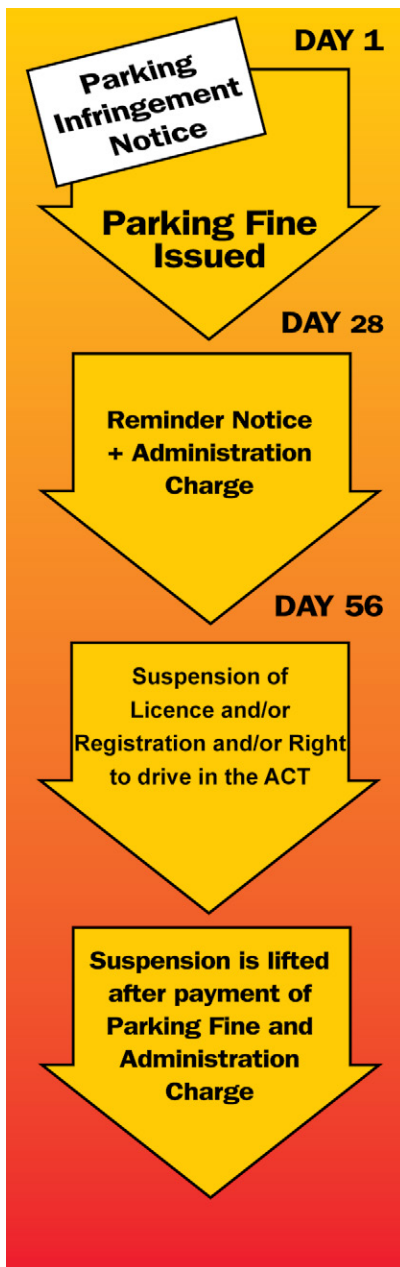 DAY 1
Parking
Infringement
Notice
Parking Fine
Issued
DAY 28
Reminder Notice
+ Administration
Charge
DAY 56
Suspension of
Licence and/or
Registration and/or Right
to drive in the ACT
Suspension is lifted
after payment of
Parking Fine and
Administration
Charge